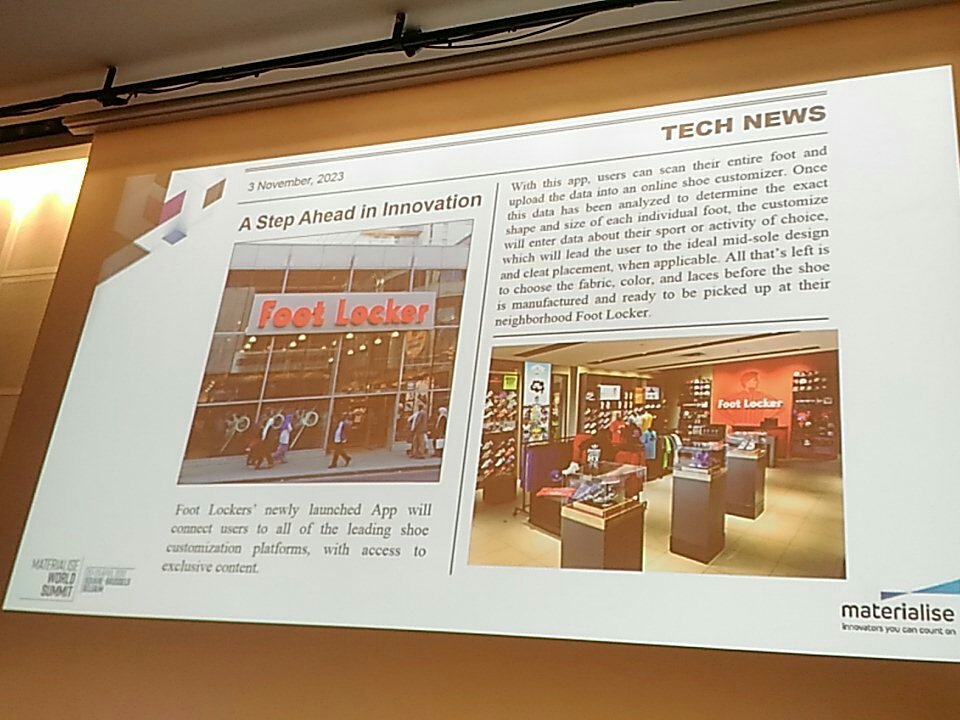 TECH NEWS
3 November, 2023
A Step Ahead in Innovation
Foot Locker
Foot Lockers' newly launched App will
connect users to all of the leading shoe
customization platforms, with access to
exclusive content.
With this app, users can scan their entire foot and
upload the data into an online shoe customizer. Once
this data has been analyzed to determine the exact
shape and size of each individual foot, the customize
will enter data about their sport or activity of choice,
which will lead the user to the ideal mid-sole design
and cleat placement, when applicable. All that's left is
to choose the fabric, color, and laces before the shoe
is manufactured and ready to be picked up at their
neighborhood Foot Locker.
Foot Locker
MATERIALISE
WORLD
SUMMIT
BELGIUM
materialise
innovators you can count on